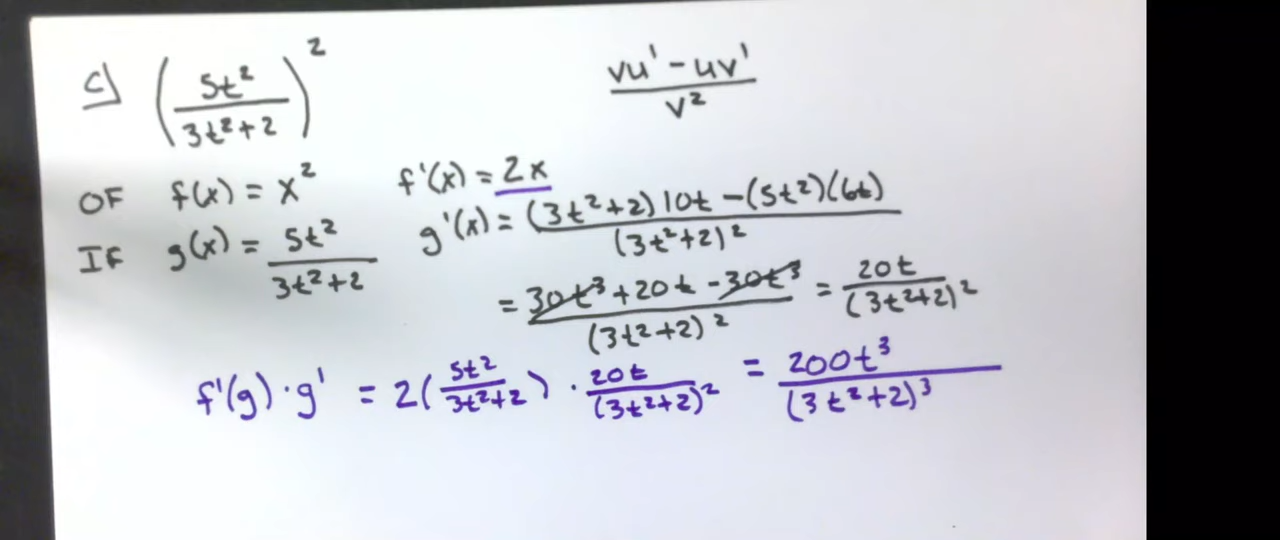 c) (5t²/(3t²+2))²
(vu' - uv')/v²
OF f(x) = x² f'(x) = 2x
IF g(x) = 5t²/(3t²+2) g'(x) = ((3t²+2)10t - (5t²)(6t))/(3t²+2)²
= (30t³ + 20t - 30t³)/(3t²+2)² = 20t/(3t²+2)²
f'(g) · g' = 2(5t²/(3t²+2)) · 20t/(3t²+2)² = 200t³/(3t²+2)³